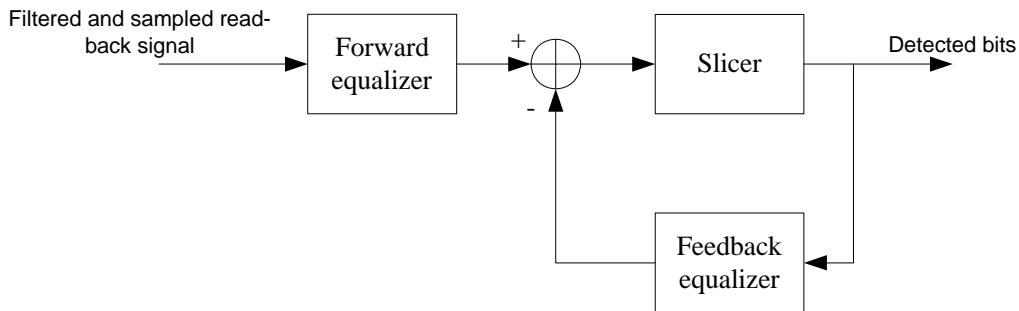 Filtered and sampled read-
back signal
Forward
equalizer
+
-
Slicer
Detected bits
Feedback
equalizer